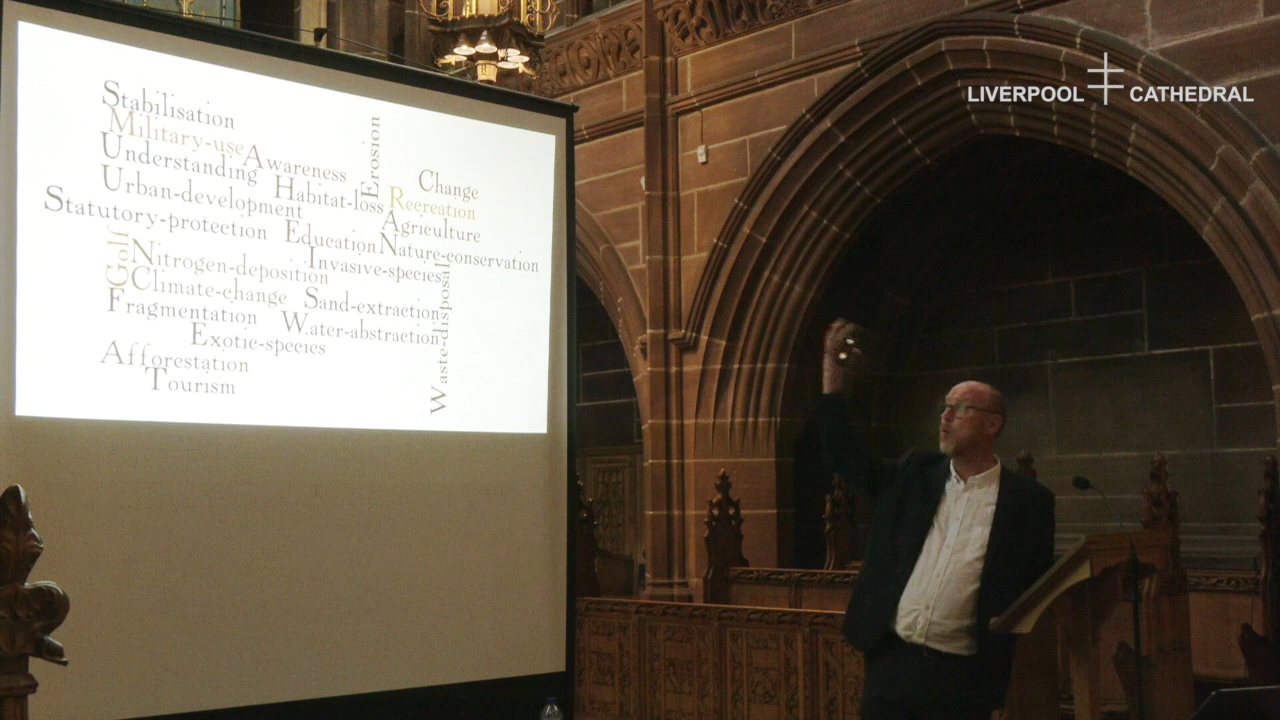 LIVERPOOL CATHEDRAL
Stabilisation
Military-use
Erosion
Understanding
Awareness
Change
Urban-development
Habitat-loss
Recreation
Statutory-protection
Agriculture
Education
Nature-conservation
Golf
Nitrogen-deposition
Invasive-species
Climate-change
Sand-extraction
Waste-disposal
Fragmentation
Water-abstraction
Exotic-species
Afforestation
Tourism